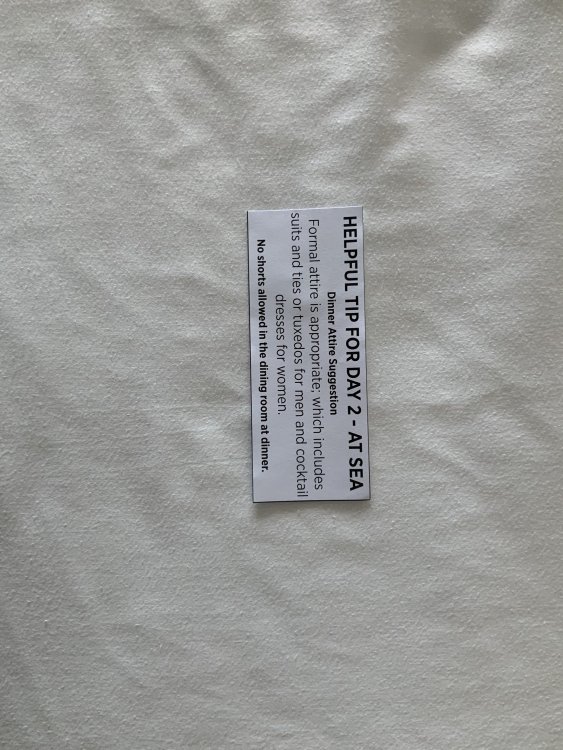 HELPFUL TIP FOR DAY 2 - AT SEA
Dinner Attire Suggestion
Formal attire is appropriate; which includes
suits and ties or tuxedos for men and cocktail
dresses for women.
No shorts allowed in the dining room at dinner.